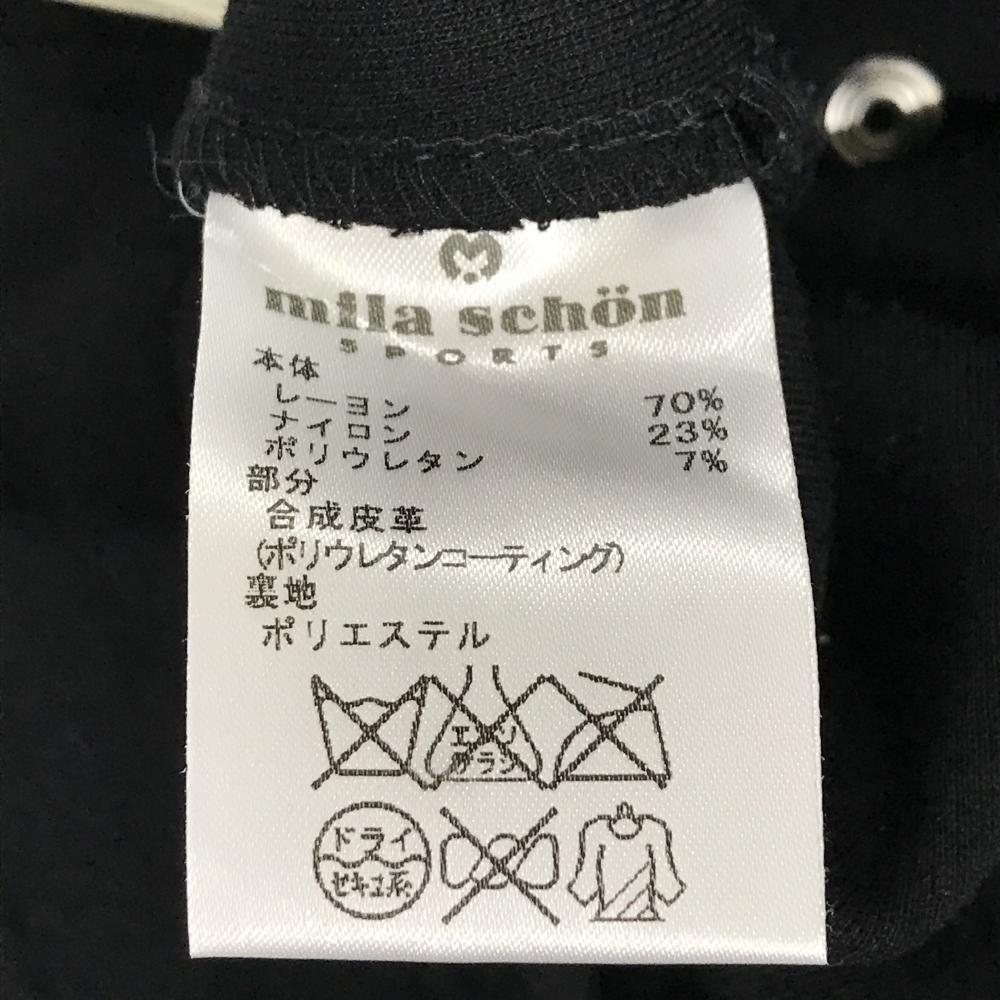 mila schön
SPORTS
本体
レーヨン 70%
ナイロン 23%
ポリウレタン 7%
部分
合成皮革
(ポリウレタンコーティング)
裏地
ポリエステル
エンソ
サラシ
ドライ
セキユ系